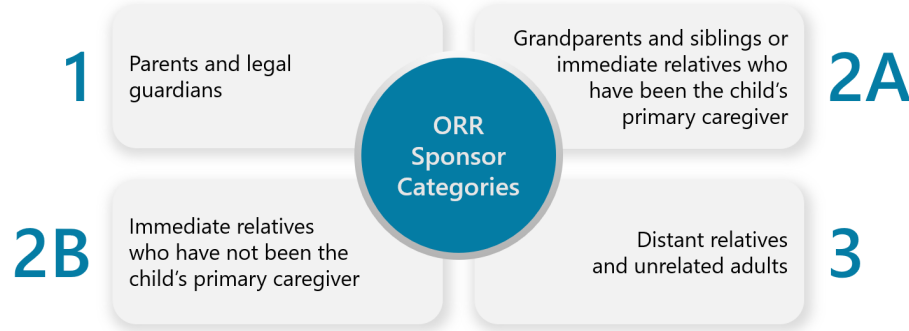 1
Parents and legal
guardians
Grandparents and siblings or
immediate relatives who
have been the child’s
primary caregiver
2A
ORR
Sponsor
Categories
2B
Immediate relatives
who have not been the
child’s primary caregiver
Distant relatives
and unrelated adults
3